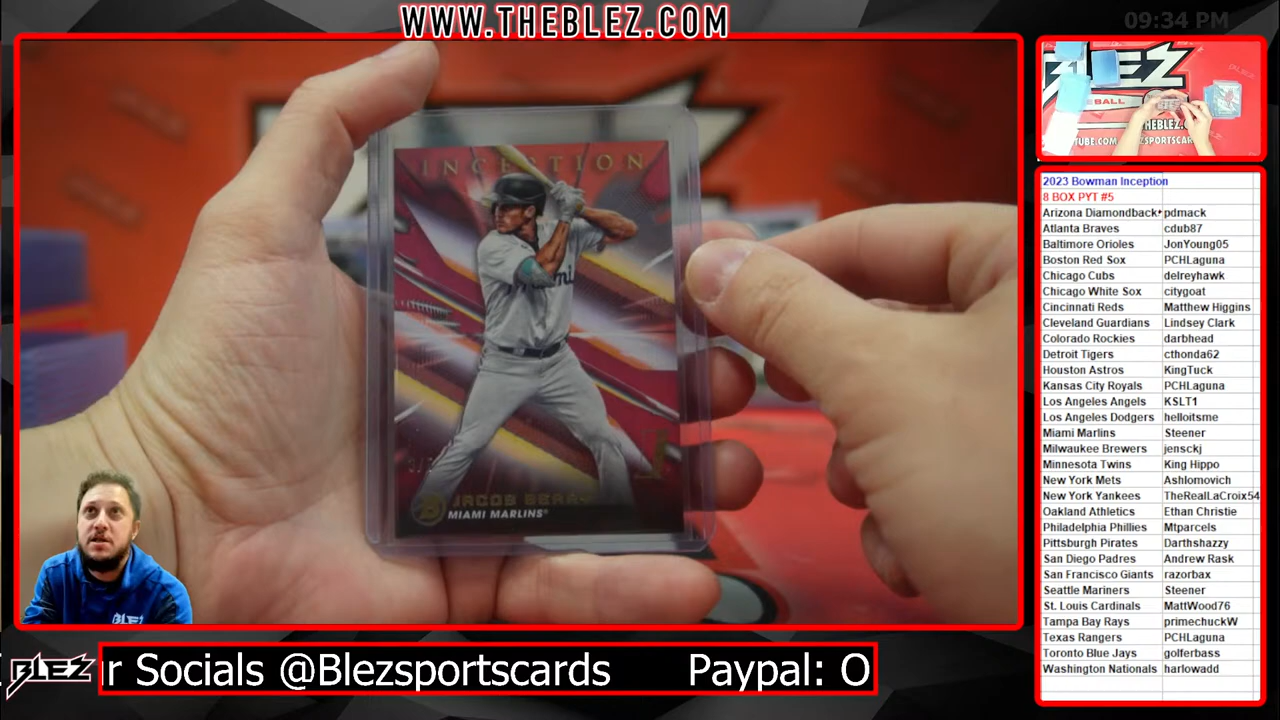 WWW.THEBLEZ.COM
09:34 PM
INCEPTION
JACOB BERRY
MIAMI MARLINS
BLEZ
BALL
THEBLEZ.C
2023 Bowman Inception
8 BOX PYT #5
Arizona Diamondback pdmack
Atlanta Braves cdub87
Baltimore Orioles JonYoung05
Boston Red Sox PCHLaguna
Chicago Cubs delreyhawk
Chicago White Sox citygoat
Cincinnati Reds Matthew Higgins
Cleveland Guardians Lindsey Clark
Colorado Rockies darbhead
Detroit Tigers cthonda62
Houston Astros KingTuck
Kansas City Royals PCHLaguna
Los Angeles Angels KSLT1
Los Angeles Dodgers helloitsme
Miami Marlins Steener
Milwaukee Brewers jensckj
Minnesota Twins King Hippo
New York Mets Ashlomovich
New York Yankees TheRealLaCroix54
Oakland Athletics Ethan Christie
Philadelphia Phillies Mtparcels
Pittsburgh Pirates Darthshazzy
San Diego Padres Andrew Rask
San Francisco Giants razorbax
Seattle Mariners Steener
St. Louis Cardinals MattWood76
Tampa Bay Rays primechuckW
Texas Rangers PCHLaguna
Toronto Blue Jays golferbass
Washington Nationals harlowadd
BLEZ
BLEZ
r Socials @Blezsportscards Paypal: O